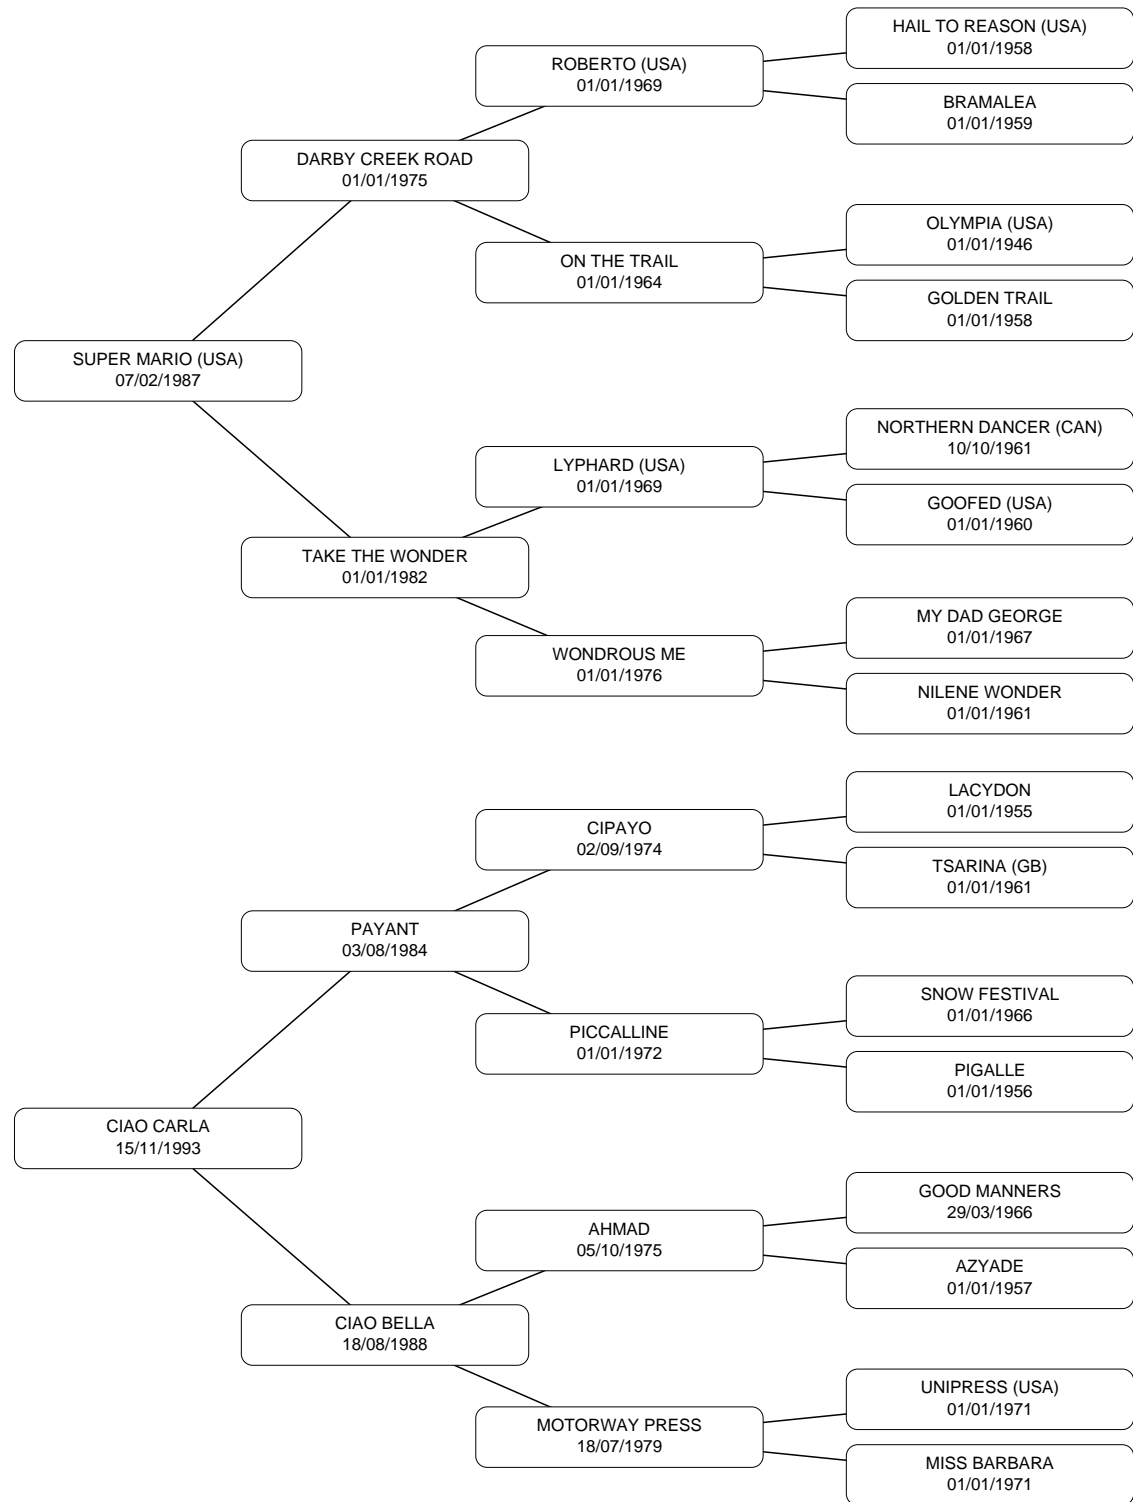 HAIL TO REASON (USA)
01/01/1958
ROBERTO (USA)
01/01/1969
BRAMALEA
01/01/1959
DARBY CREEK ROAD
01/01/1975
OLYMPIA (USA)
01/01/1946
ON THE TRAIL
01/01/1964
GOLDEN TRAIL
01/01/1958
SUPER MARIO (USA)
07/02/1987
NORTHERN DANCER (CAN)
10/10/1961
LYPHARD (USA)
01/01/1969
GOOFED (USA)
01/01/1960
TAKE THE WONDER
01/01/1982
MY DAD GEORGE
01/01/1967
WONDROUS ME
01/01/1976
NILENE WONDER
01/01/1961
LACYDON
01/01/1955
CIPAYO
02/09/1974
TSARINA (GB)
01/01/1961
PAYANT
03/08/1984
SNOW FESTIVAL
01/01/1966
PICCALLINE
01/01/1972
PIGALLE
01/01/1956
CIAO CARLA
15/11/1993
GOOD MANNERS
29/03/1966
AHMAD
05/10/1975
AZYADE
01/01/1957
CIAO BELLA
18/08/1988
UNIPRESS (USA)
01/01/1971
MOTORWAY PRESS
18/07/1979
MISS BARBARA
01/01/1971